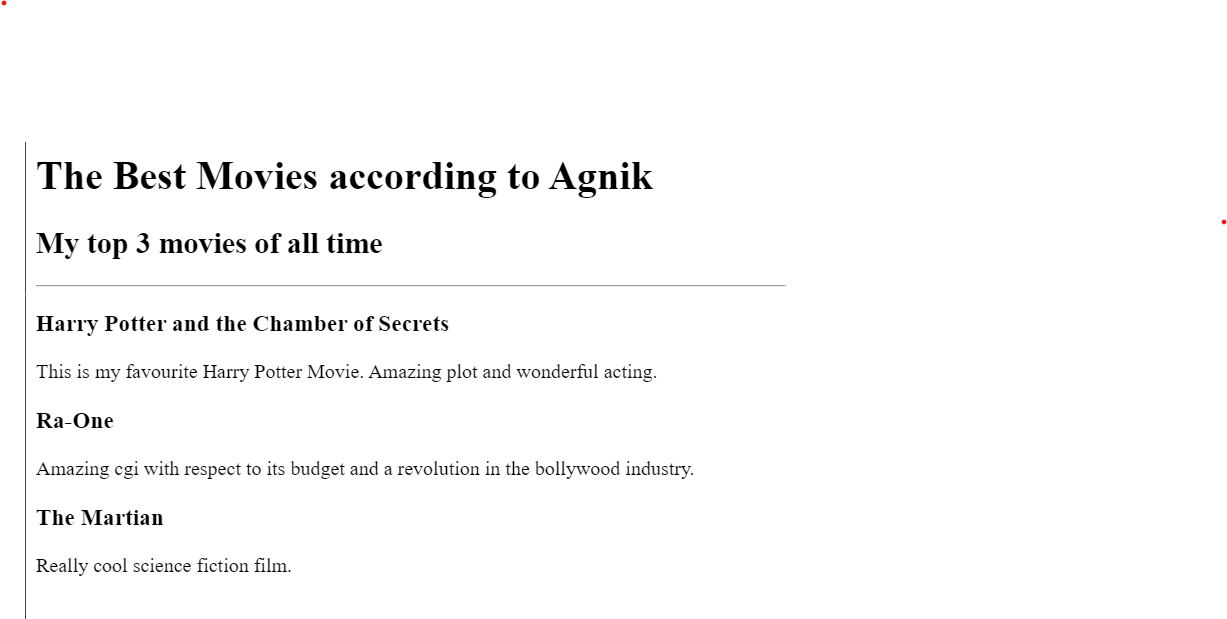 The Best Movies according to Agnik
My top 3 movies of all time
Harry Potter and the Chamber of Secrets
This is my favourite Harry Potter Movie. Amazing plot and wonderful acting.
Ra-One
Amazing cgi with respect to its budget and a revolution in the bollywood industry.
The Martian
Really cool science fiction film.